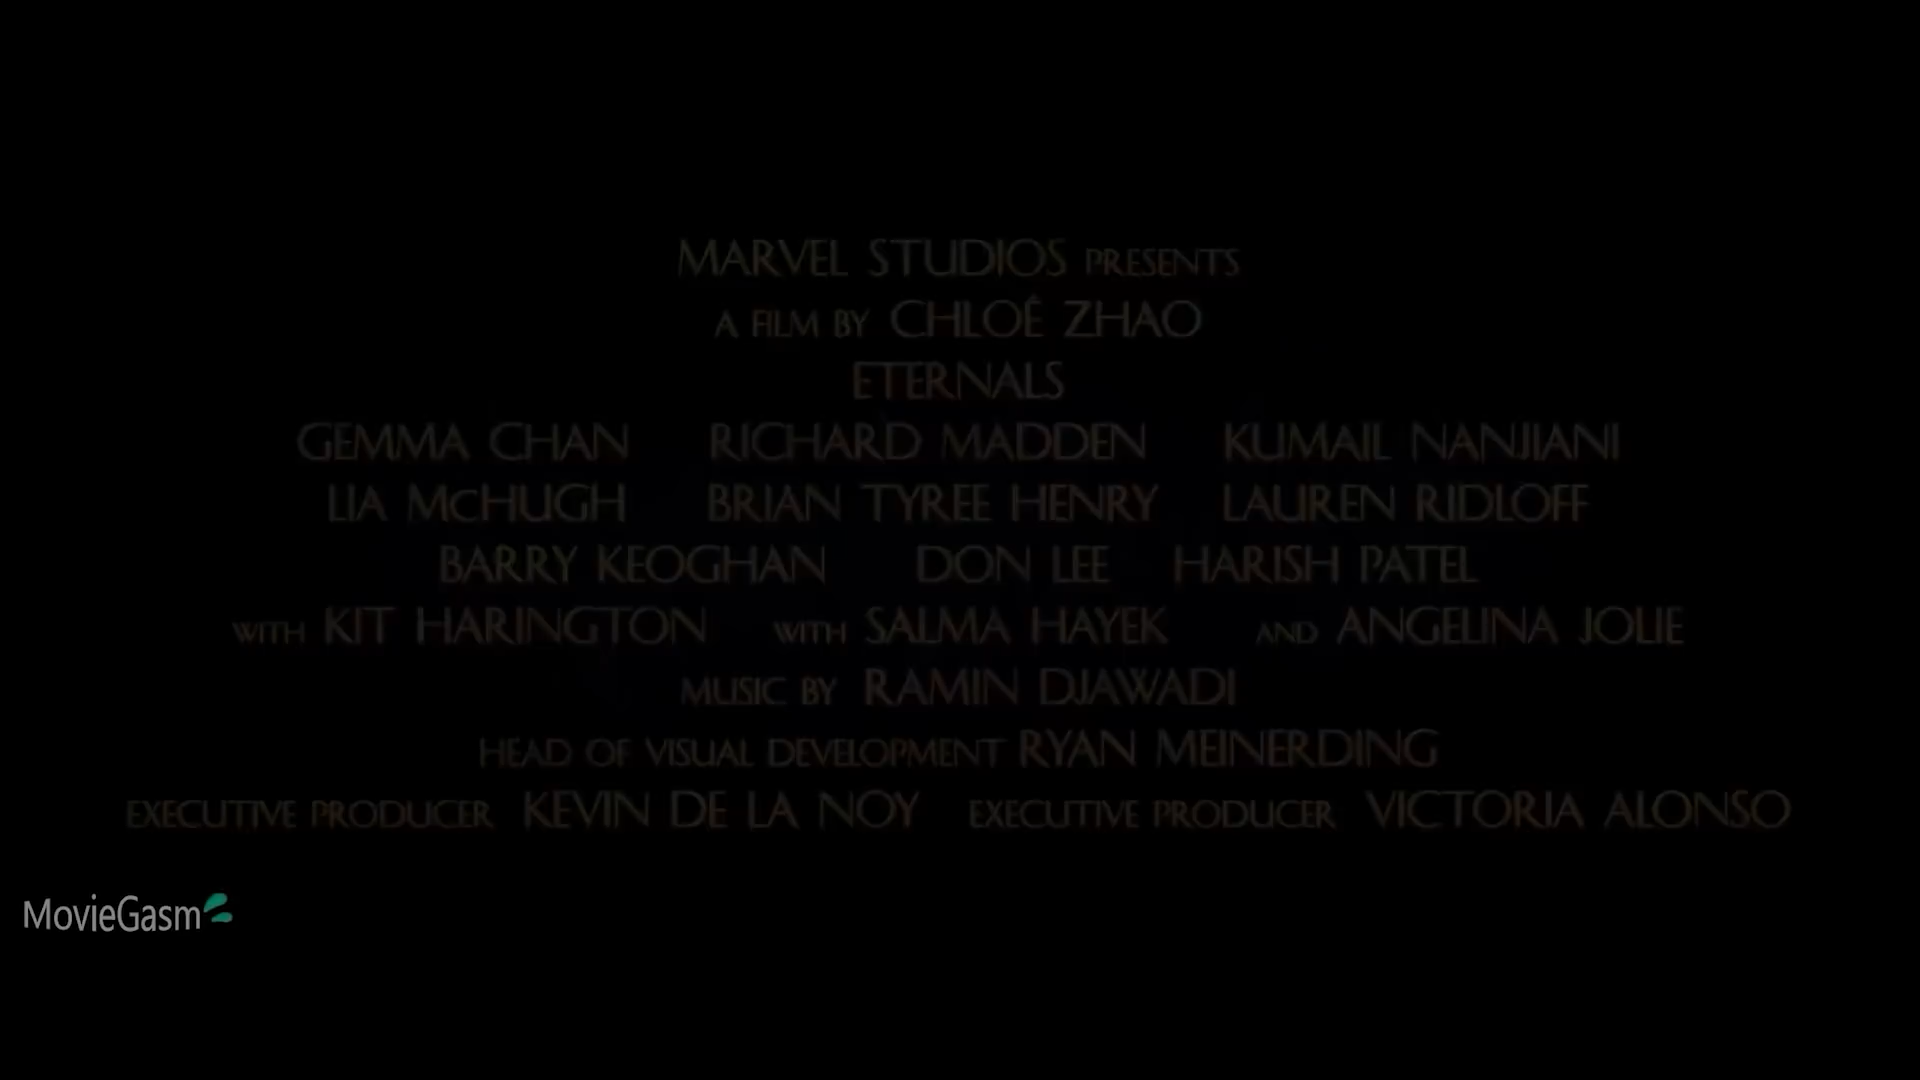 MARVEL STUDIOS PRESENTS
A FILM BY CHLOÉ ZHAO
ETERNALS
GEMMA CHAN RICHARD MADDEN KUMAIL NANJIANI
LIA McHUGH BRIAN TYREE HENRY LAUREN RIDLOFF
BARRY KEOGHAN DON LEE HARISH PATEL
WITH KIT HARINGTON WITH SALMA HAYEK AND ANGELINA JOLIE
MUSIC BY RAMIN DJAWADI
HEAD OF VISUAL DEVELOPMENT RYAN MEINERDING
EXECUTIVE PRODUCER KEVIN DE LA NOY EXECUTIVE PRODUCER VICTORIA ALONSO
MovieGasm